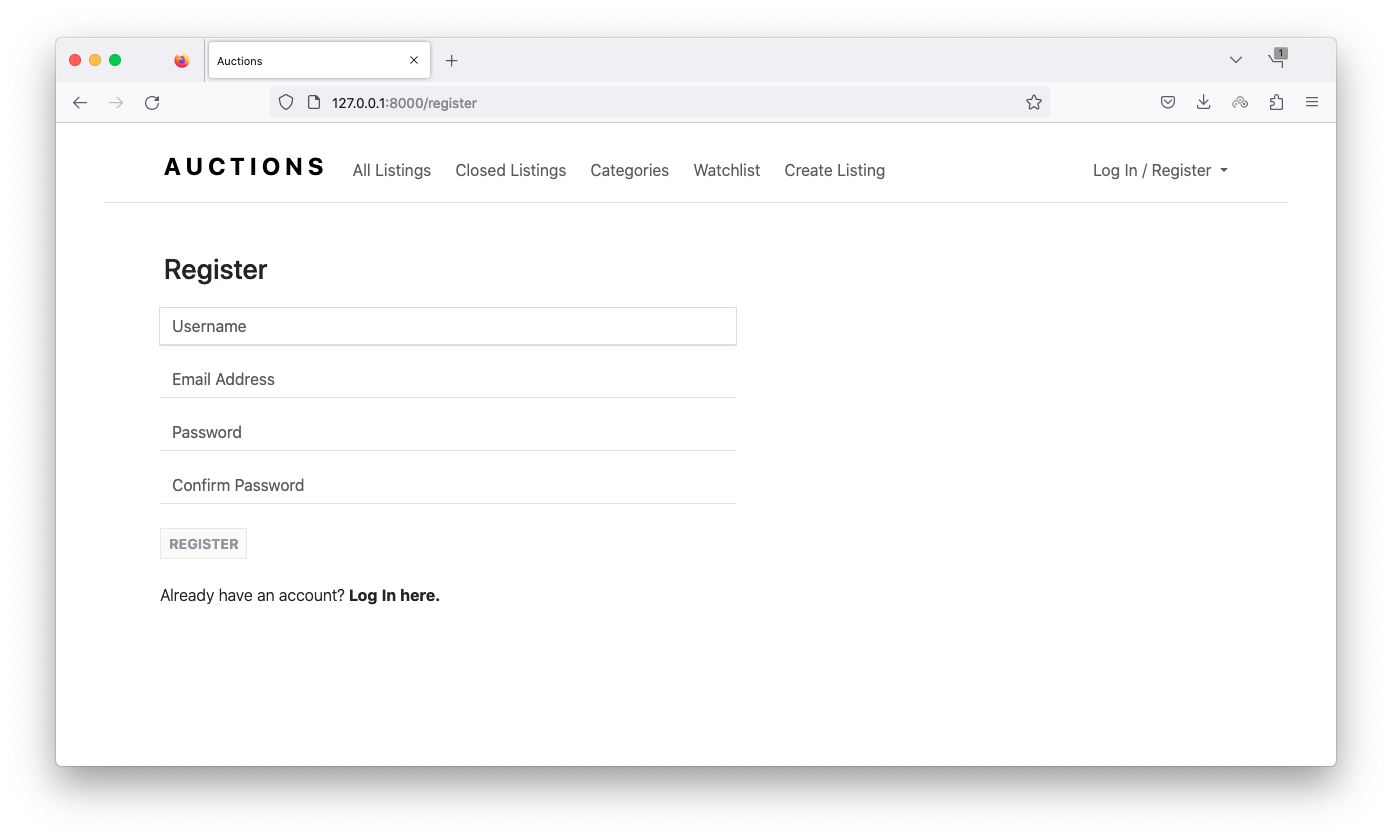 Auctions
1
127.0.0.1:8000/register
AUCTIONS All Listings Closed Listings Categories Watchlist Create Listing Log In / Register
Register
Username
Email Address
Password
Confirm Password
REGISTER
Already have an account? Log In here.